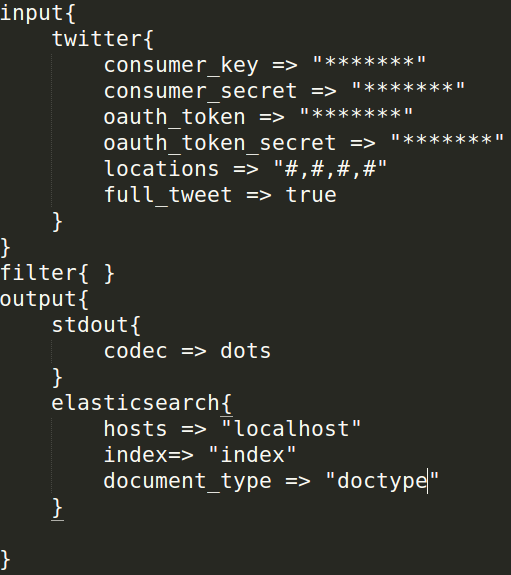 input{
    twitter{
        consumer_key => "*******"
        consumer_secret => "*******"
        oauth_token => "*******"
        oauth_token_secret => "*******"
        locations => "#,#,#,#"
        full_tweet => true
    }
}
filter{ }
output{
    stdout{
        codec => dots
    }
    elasticsearch{
        hosts => "localhost"
        index=> "index"
        document_type => "doctype"
    }
}